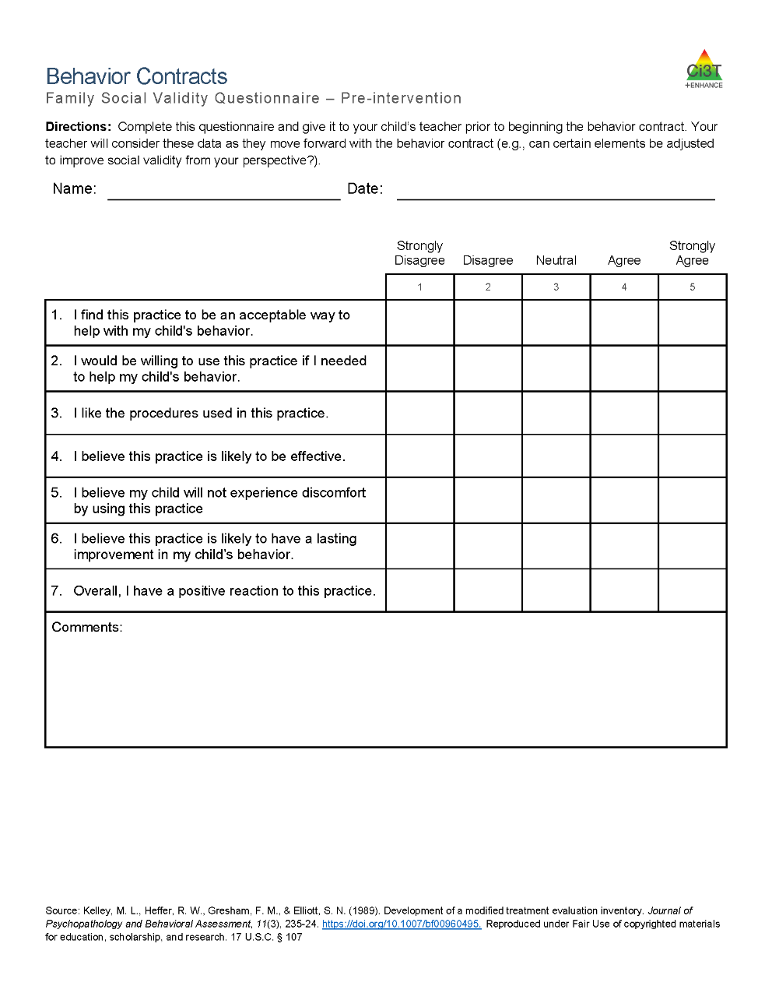 Ci3T
+ENHANCE
Behavior Contracts
Family Social Validity Questionnaire – Pre-intervention
Directions:  Complete this questionnaire and give it to your child's teacher prior to beginning the behavior contract. Your
teacher will consider these data as they move forward with the behavior contract (e.g., can certain elements be adjusted
to improve social validity from your perspective?).
Name: Date:
Strongly Disagree Disagree Neutral Agree Strongly Agree
1 2 3 4 5
1. I find this practice to be an acceptable way to
help with my child's behavior.
2. I would be willing to use this practice if I needed
to help my child's behavior.
3. I like the procedures used in this practice.
4. I believe this practice is likely to be effective.
5. I believe my child will not experience discomfort
by using this practice
6. I believe this practice is likely to have a lasting
improvement in my child's behavior.
7. Overall, I have a positive reaction to this practice.
Comments:
Source: Kelley, M. L., Heffer, R. W., Gresham, F. M., & Elliott, S. N. (1989). Development of a modified treatment evaluation inventory. Journal of
Psychopathology and Behavioral Assessment, 11(3), 235-24. https://doi.org/10.1007/bf00960495. Reproduced under Fair Use of copyrighted materials
for education, scholarship, and research. 17 U.S.C. § 107